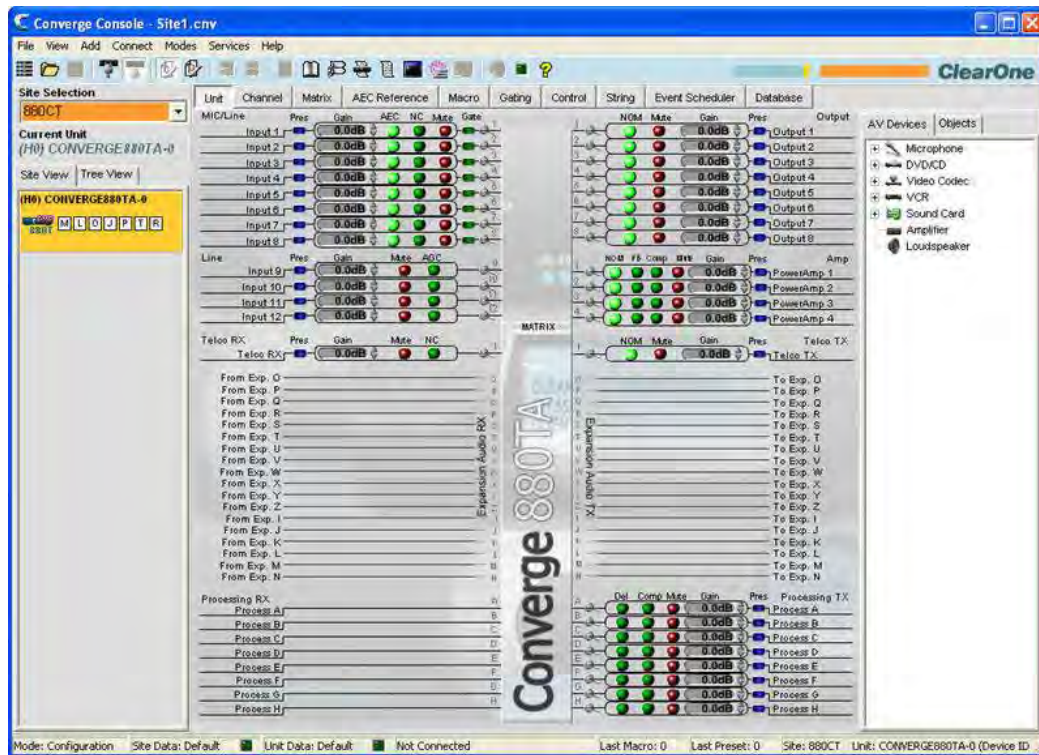 Converge Console - Site1.cnv
File View Add Connect Modes Services Help
ClearOne
Site Selection
880CT
Current Unit
(H0) CONVERGE880TA-0
Site View Tree View
(H0) CONVERGE880TA-0
880T M L O J P T R
Unit Channel Matrix AEC Reference Macro Gating Control String Event Scheduler Database
MIC/Line Pres Gain AEC NC Mute Gate
Input 1 0.0dB
Input 2 0.0dB
Input 3 0.0dB
Input 4 0.0dB
Input 5 0.0dB
Input 6 0.0dB
Input 7 0.0dB
Input 8 0.0dB
Line Pres Gain Mute AGC
Input 9 0.0dB
Input 10 0.0dB
Input 11 0.0dB
Input 12 0.0dB
Telco RX Pres Gain Mute NC
Telco RX 0.0dB
From Exp. O
From Exp. P
From Exp. Q
From Exp. R
From Exp. S
From Exp. T
From Exp. U
From Exp. V
From Exp. W
From Exp. X
From Exp. Y
From Exp. Z
From Exp. I
From Exp. J
From Exp. K
From Exp. L
From Exp. M
From Exp. N
Expansion Audio RX
Processing RX
Process A
Process B
Process C
Process D
Process E
Process F
Process G
Process H
MATRIX
Converge 880TA
NOM Mute Gain Pres Output
0.0dB Output 1
0.0dB Output 2
0.0dB Output 3
0.0dB Output 4
0.0dB Output 5
0.0dB Output 6
0.0dB Output 7
0.0dB Output 8
NOM FB Comp Mute Gain Pres Amp
0.0dB PowerAmp 1
0.0dB PowerAmp 2
0.0dB PowerAmp 3
0.0dB PowerAmp 4
NOM Mute Gain Pres Telco TX
0.0dB Telco TX
Expansion Audio TX
To Exp. O
To Exp. P
To Exp. Q
To Exp. R
To Exp. S
To Exp. T
To Exp. U
To Exp. V
To Exp. W
To Exp. X
To Exp. Y
To Exp. Z
To Exp. I
To Exp. J
To Exp. K
To Exp. L
To Exp. M
To Exp. N
Del Comp Mute Gain Pres Processing TX
0.0dB Process A
0.0dB Process B
0.0dB Process C
0.0dB Process D
0.0dB Process E
0.0dB Process F
0.0dB Process G
0.0dB Process H
AV Devices Objects
Microphone
DVD/CD
Video Codec
VCR
Sound Card
Amplifier
Loudspeaker
Mode: Configuration Site Data: Default Unit Data: Default Not Connected Last Macro: 0 Last Preset: 0 Site: 880CT Unit: CONVERGE880TA-0 (Device ID